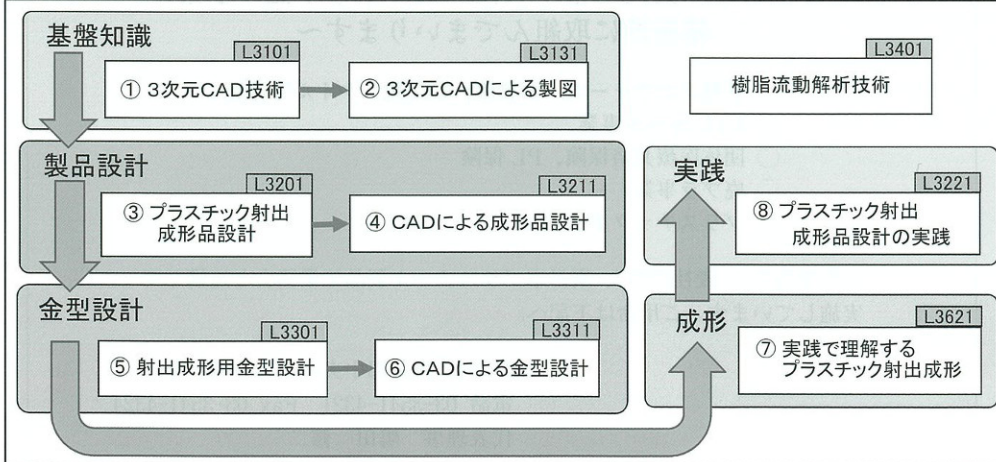 基盤知識
L3101
① 3次元CAD技術
L3131
② 3次元CADによる製図
L3401
樹脂流動解析技術
製品設計
L3201
③ プラスチック射出
成形品設計
L3211
④ CADによる成形品設計
実践
L3221
⑧ プラスチック射出
成形品設計の実践
金型設計
L3301
⑤ 射出成形用金型設計
L3311
⑥ CADによる金型設計
成形
L3621
⑦ 実践で理解する
プラスチック射出成形